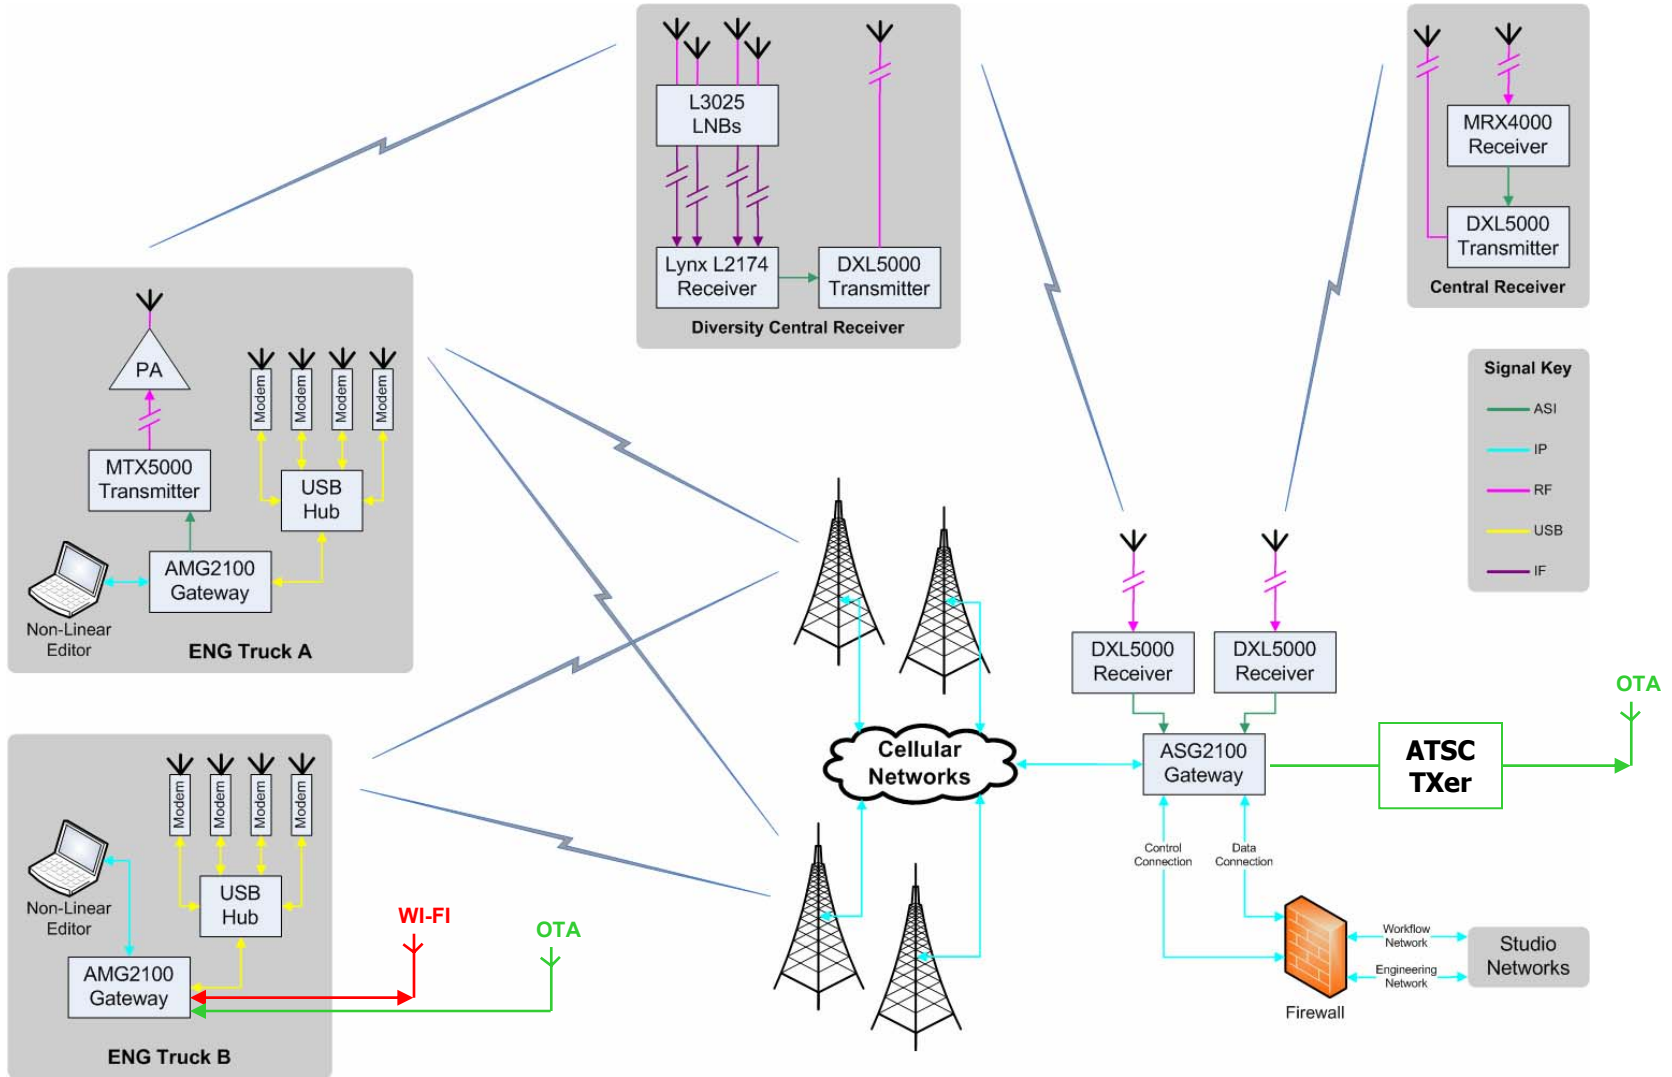 L3025
LNBs
Lynx L2174
Receiver
DXL5000
Transmitter
Diversity Central Receiver
MRX4000
Receiver
DXL5000
Transmitter
Central Receiver
PA
Modem
Modem
Modem
Modem
MTX5000
Transmitter
USB
Hub
AMG2100
Gateway
Non-Linear
Editor
ENG Truck A
Signal Key
ASI
IP
RF
USB
IF
DXL5000
Receiver
DXL5000
Receiver
OTA
Cellular
Networks
ASG2100
Gateway
ATSC
TXer
Control
Connection
Data
Connection
Modem
Modem
Modem
Modem
USB
Hub
Non-Linear
Editor
WI-FI
OTA
AMG2100
Gateway
ENG Truck B
Workflow
Network
Engineering
Network
Studio
Networks
Firewall